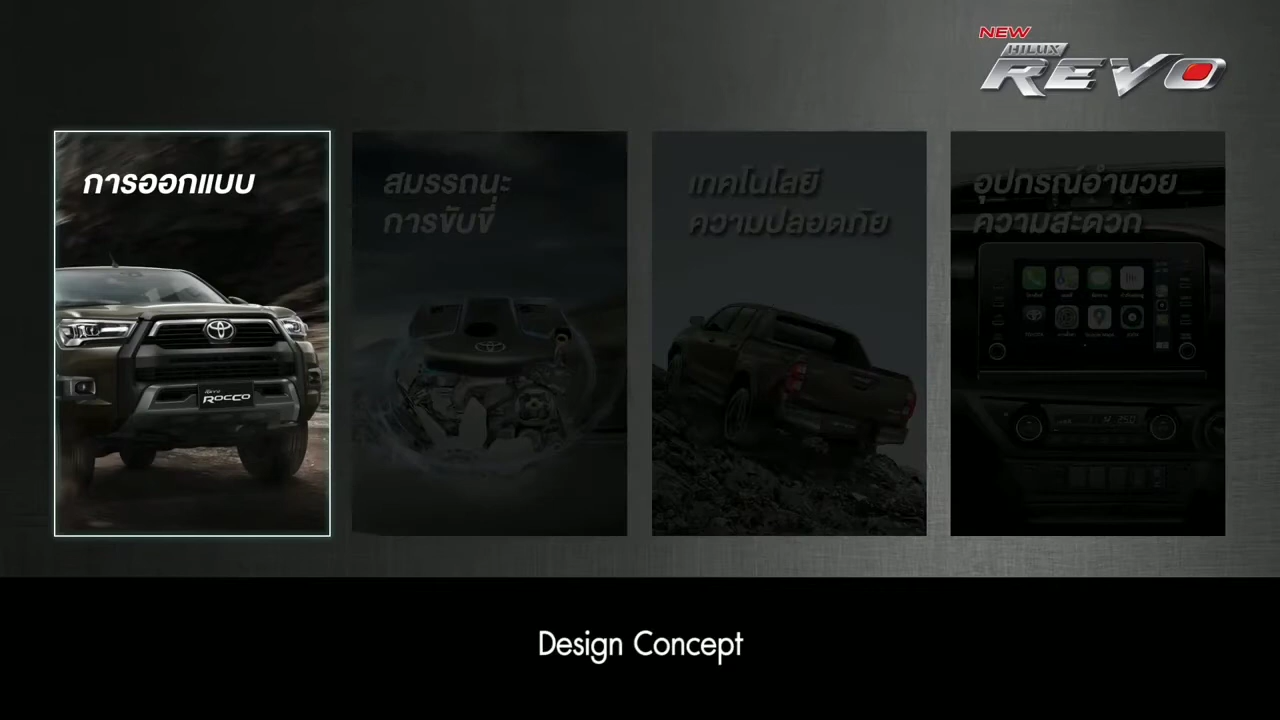 NEW
HILUX
REVO
การออกแบบ
สมรรถนะ
การขับขี่
เทคโนโลยี
ความปลอดภัย
อุปกรณ์อำนวย
ความสะดวก
ROCCO
Design Concept